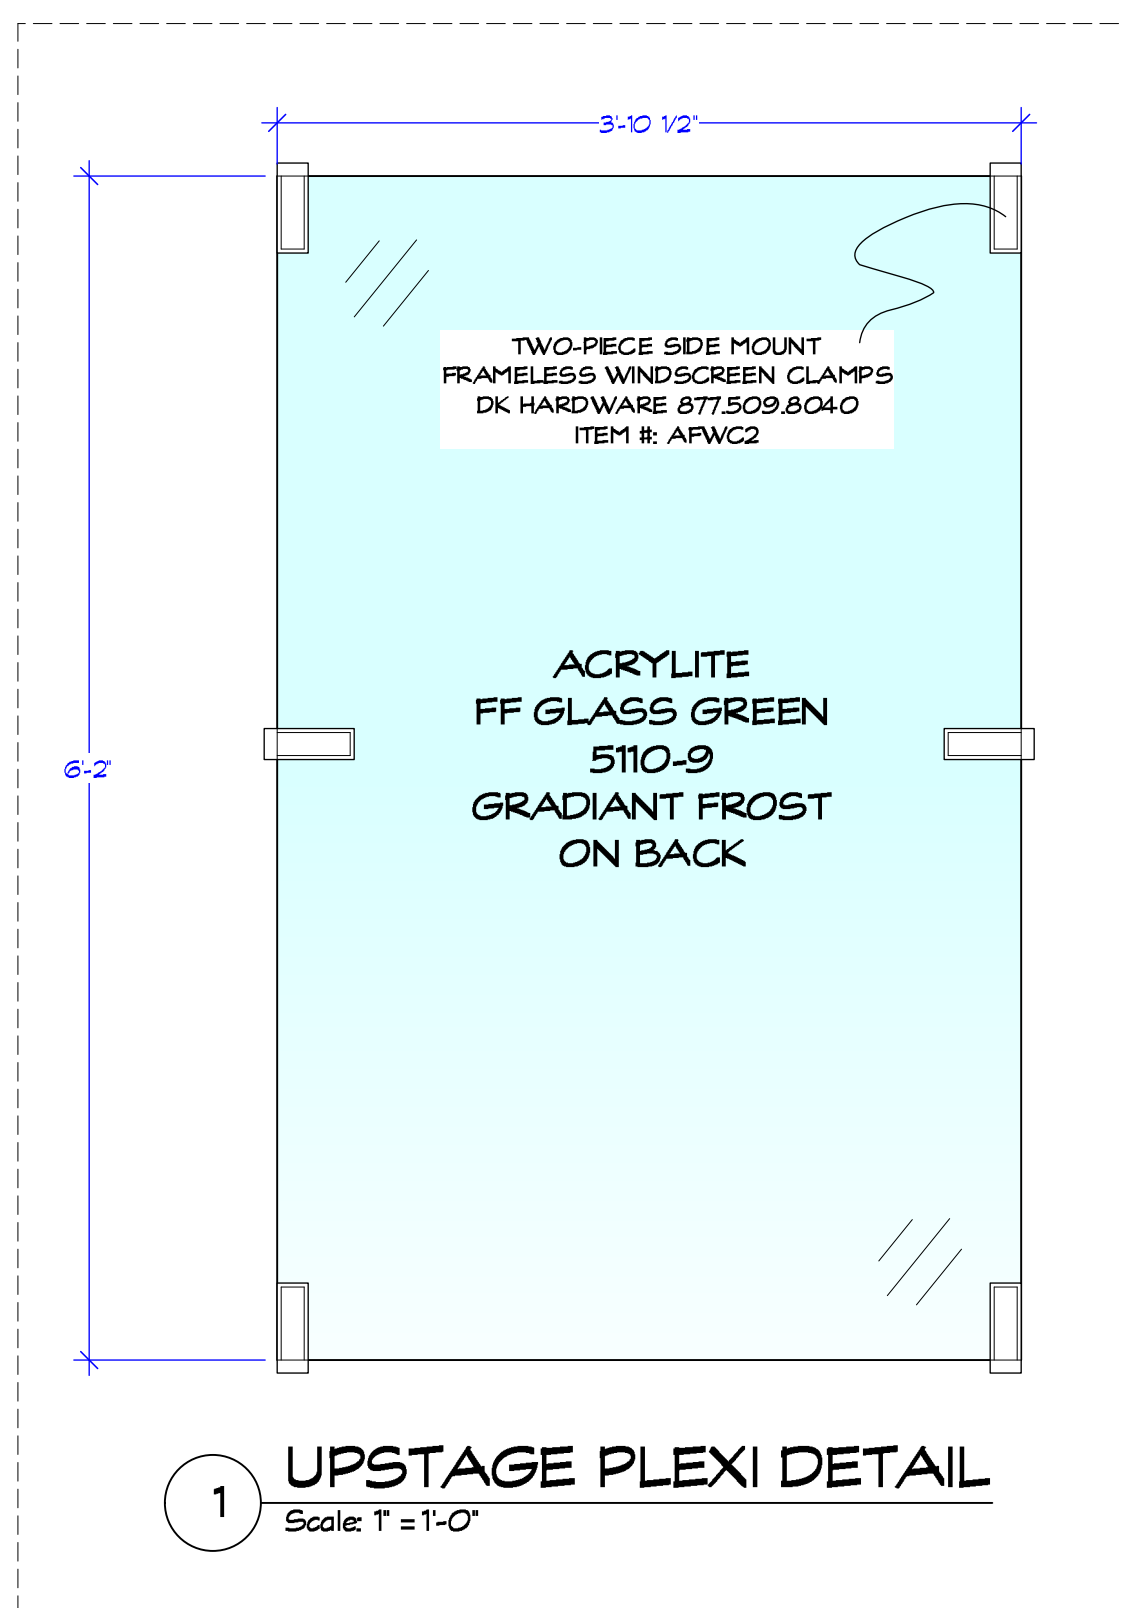 3'-10 1/2"
TWO-PIECE SIDE MOUNT
FRAMELESS WINDSCREEN CLAMPS
DK HARDWARE 877.509.8040
ITEM #: AFWC2
ACRYLITE
FF GLASS GREEN
5110-9
GRADIANT FROST
ON BACK
6'-2"
1
UPSTAGE PLEXI DETAIL
Scale: 1" = 1'-0"